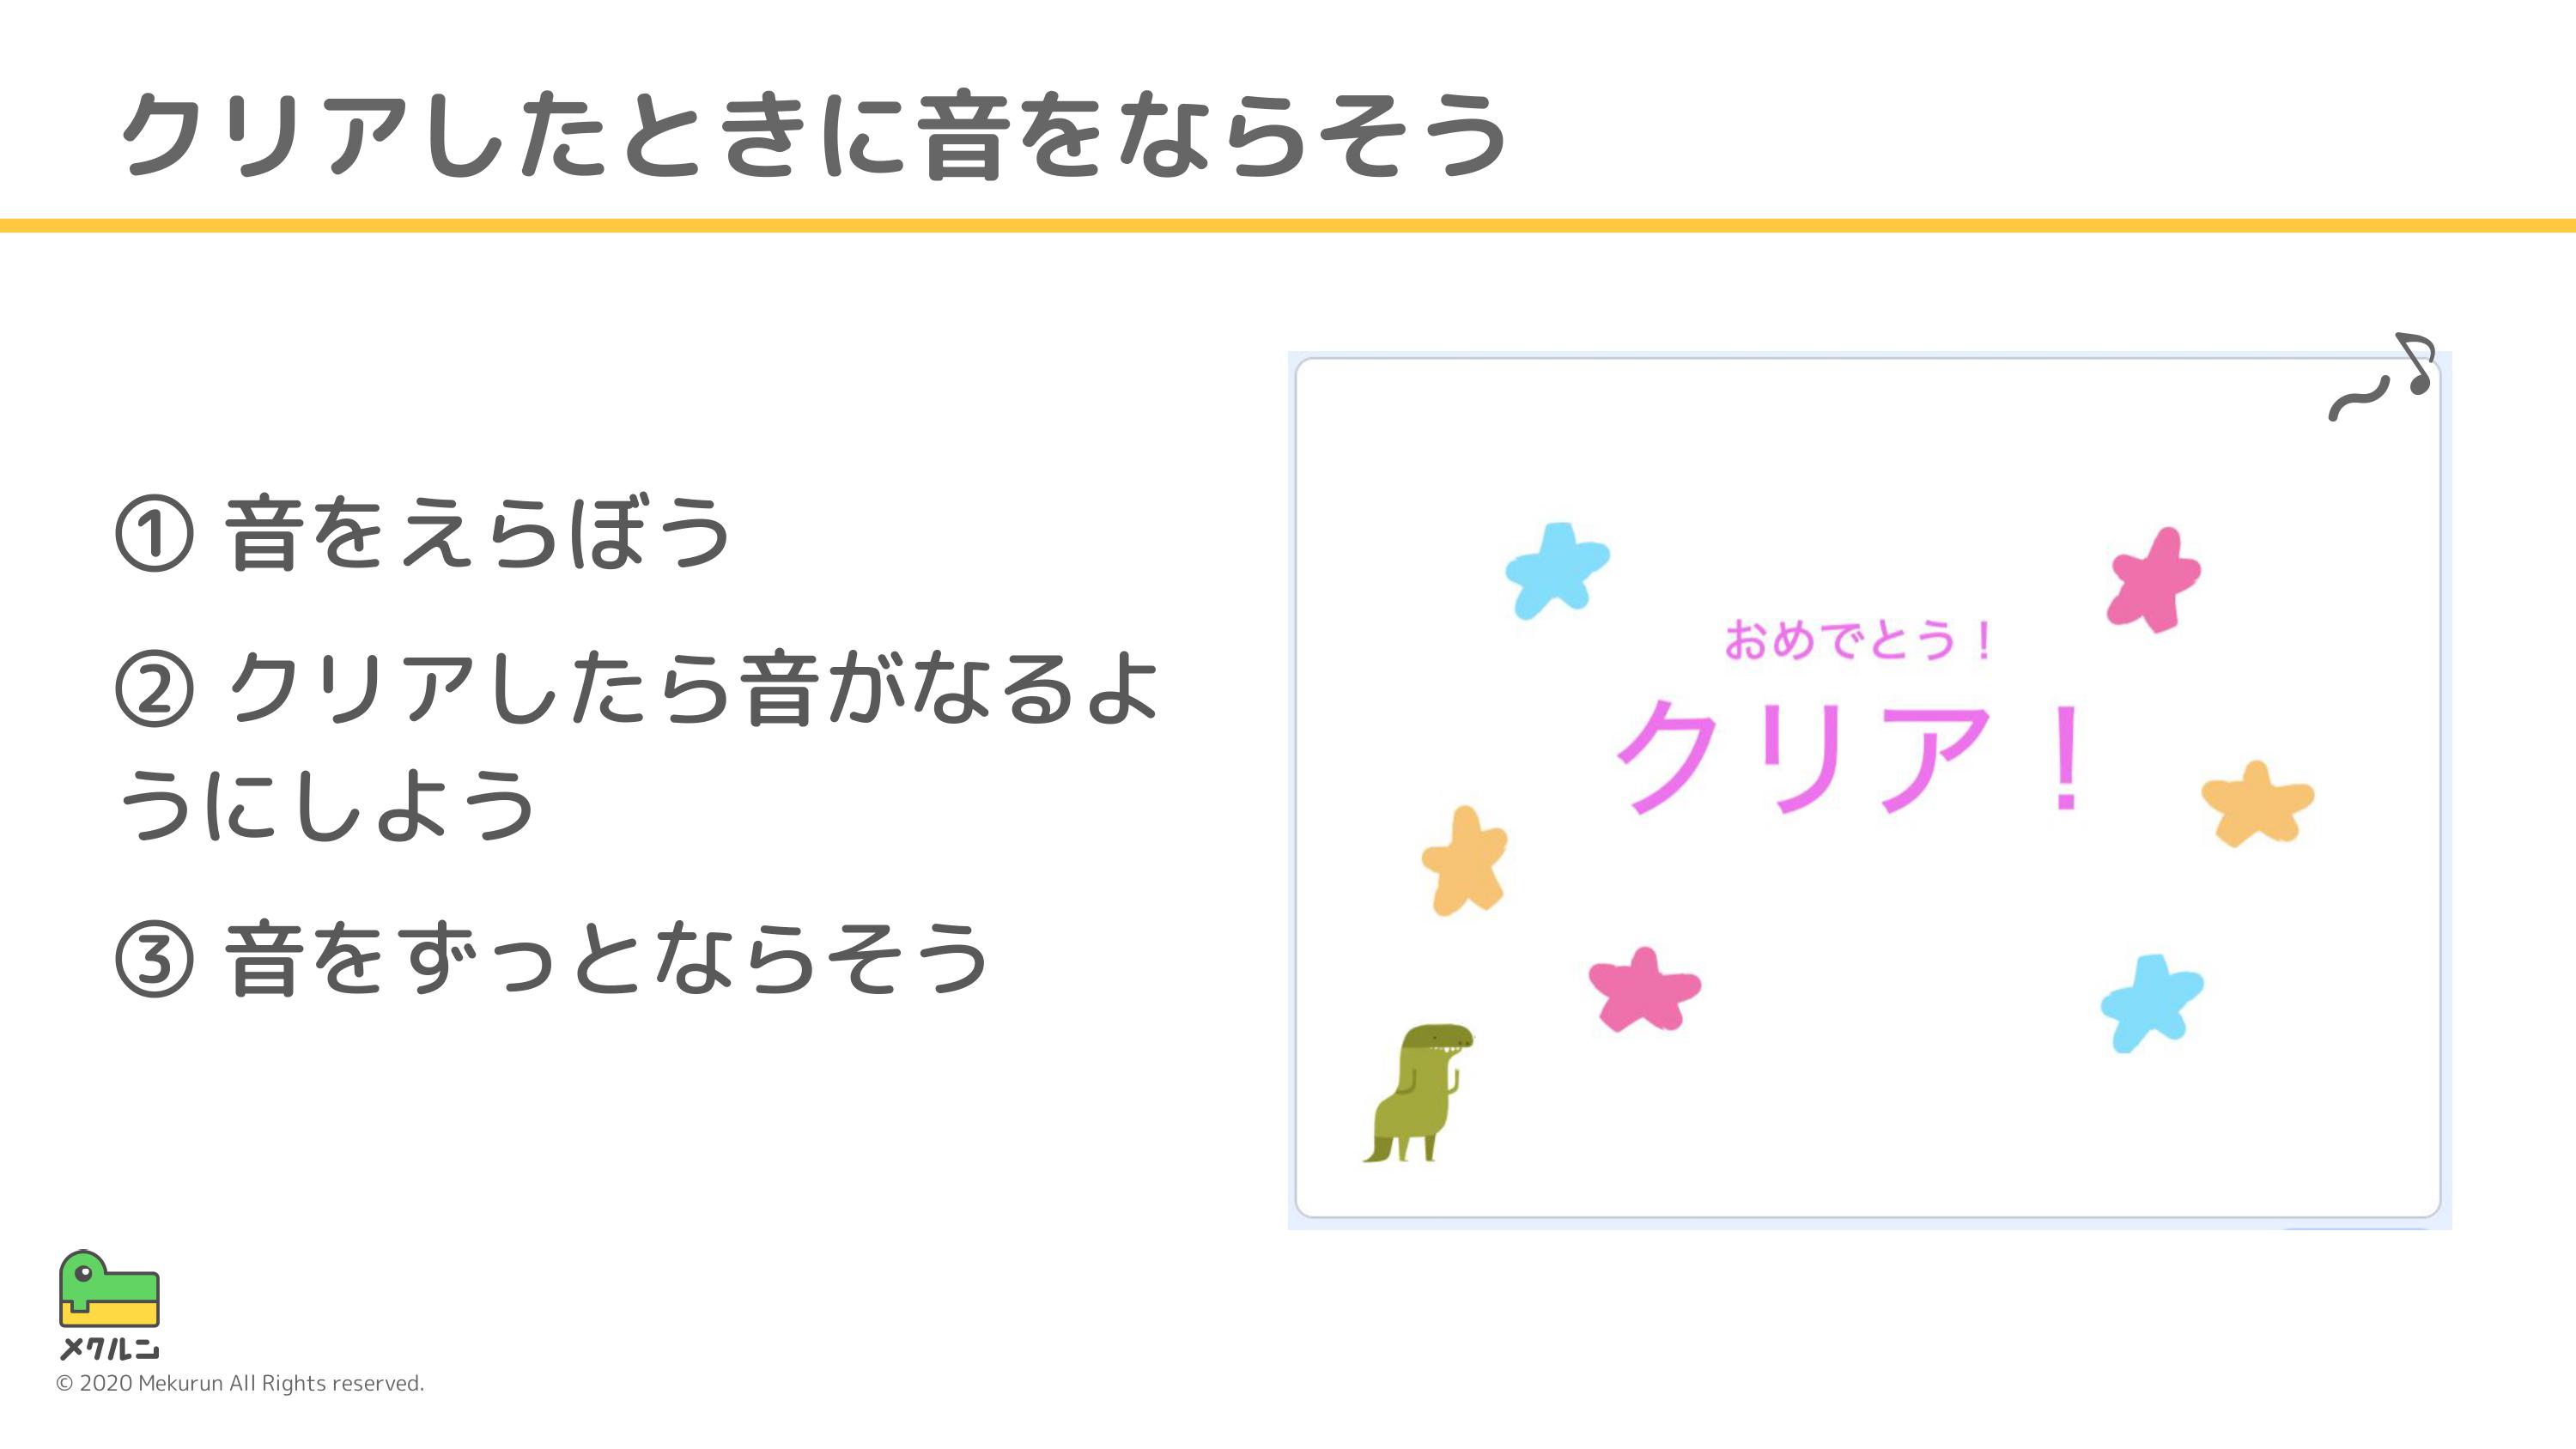 クリアしたときに音をならそう
① 音をえらぼう
② クリアしたら音がなるよ
うにしよう
③ 音をずっとならそう
〜♪
おめでとう！
クリア！
メクルン
© 2020 Mekurun All Rights reserved.